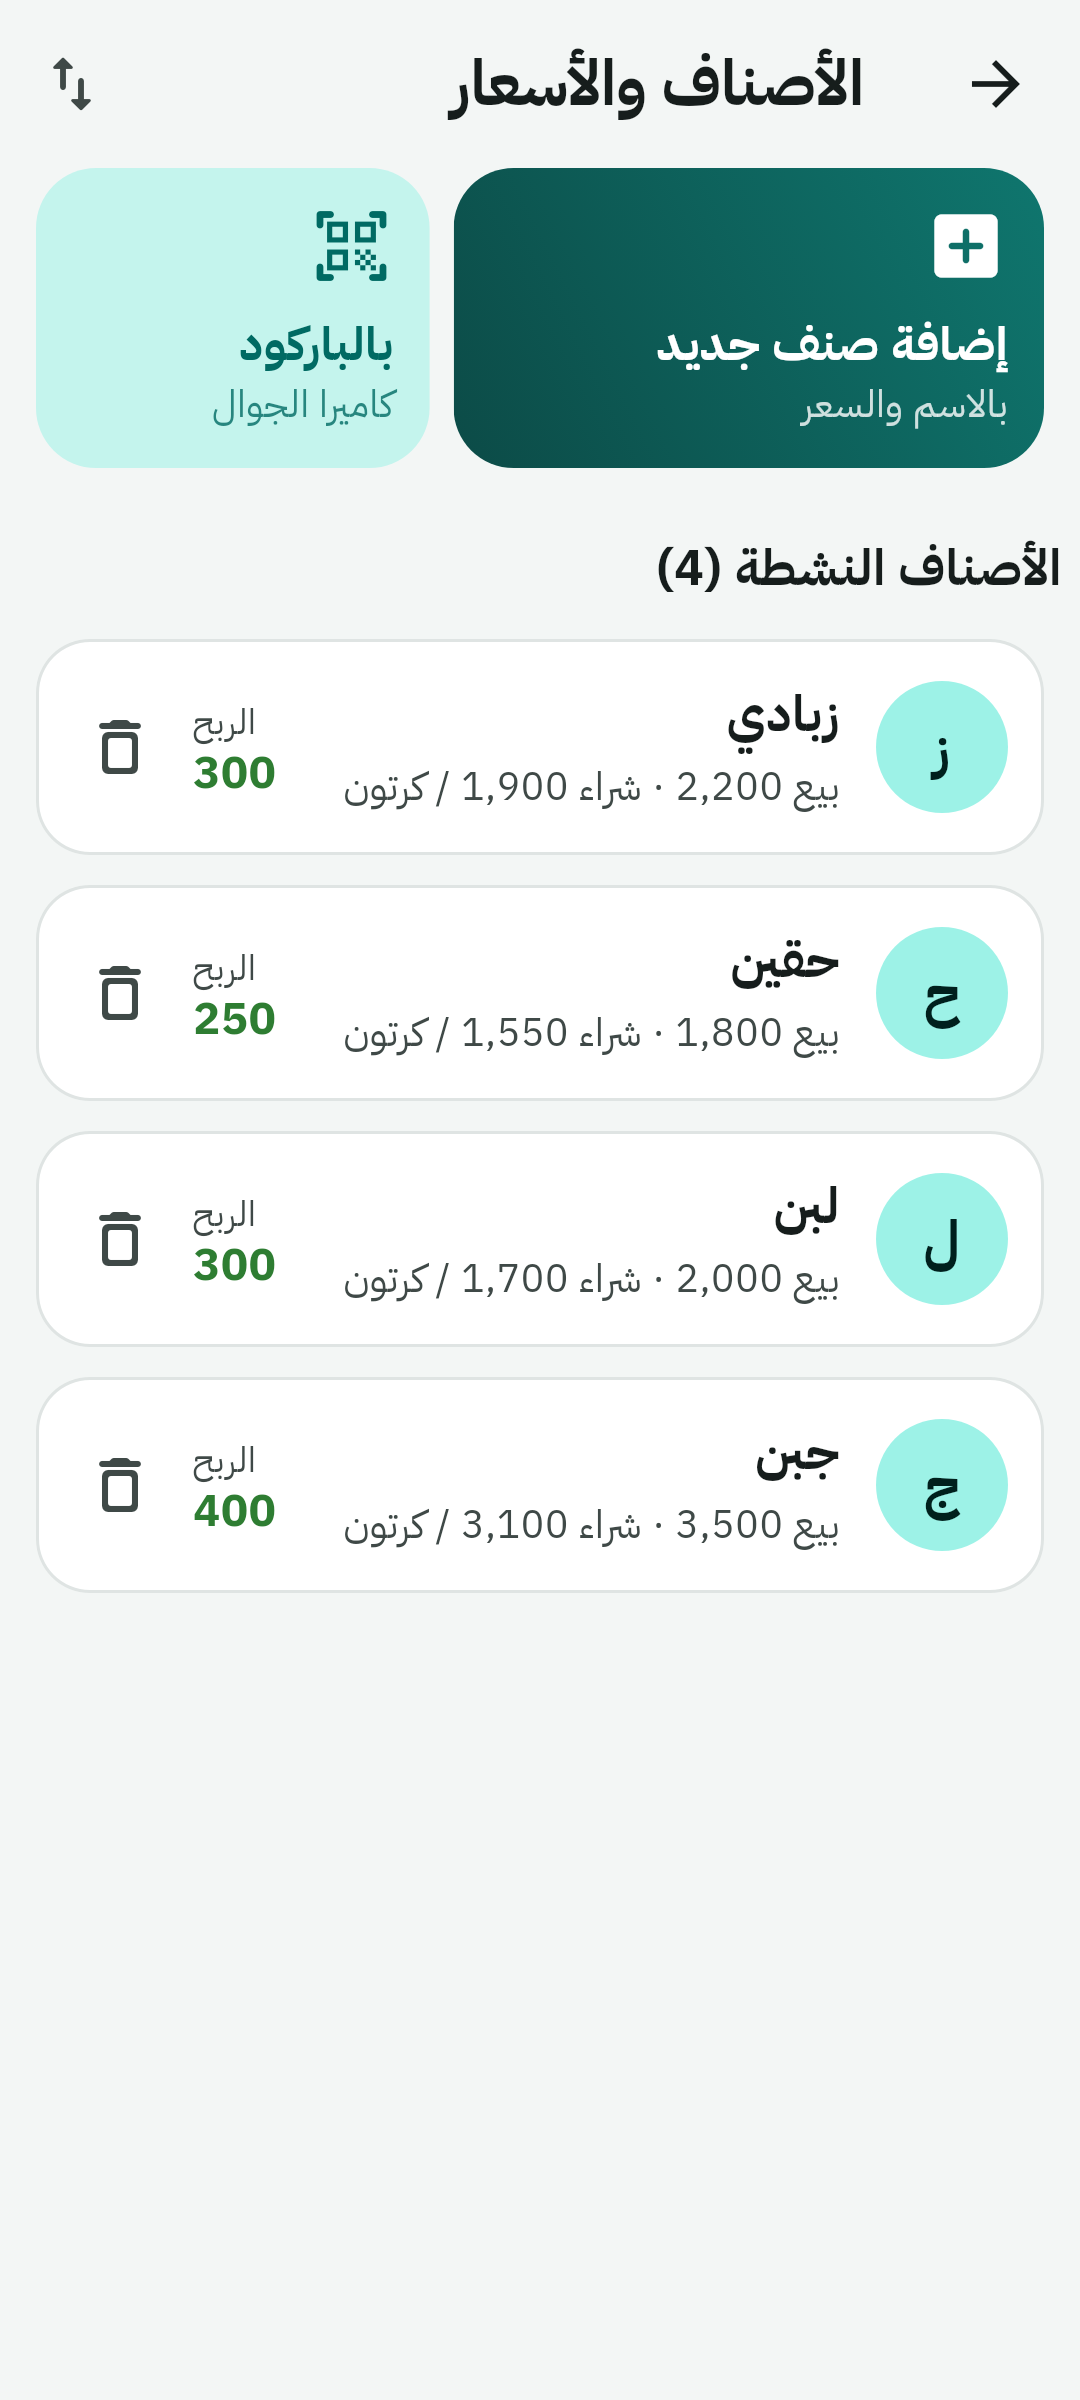 الأصناف والأسعار
إضافة صنف جديد
بالاسم والسعر
بالباركود
كاميرا الجوال
الأصناف النشطة (4)
ز
زبادي
بيع 2,200 · شراء 1,900 / كرتون
الربح
300
ح
حقين
بيع 1,800 · شراء 1,550 / كرتون
الربح
250
ل
لبن
بيع 2,000 · شراء 1,700 / كرتون
الربح
300
ج
جبن
بيع 3,500 · شراء 3,100 / كرتون
الربح
400